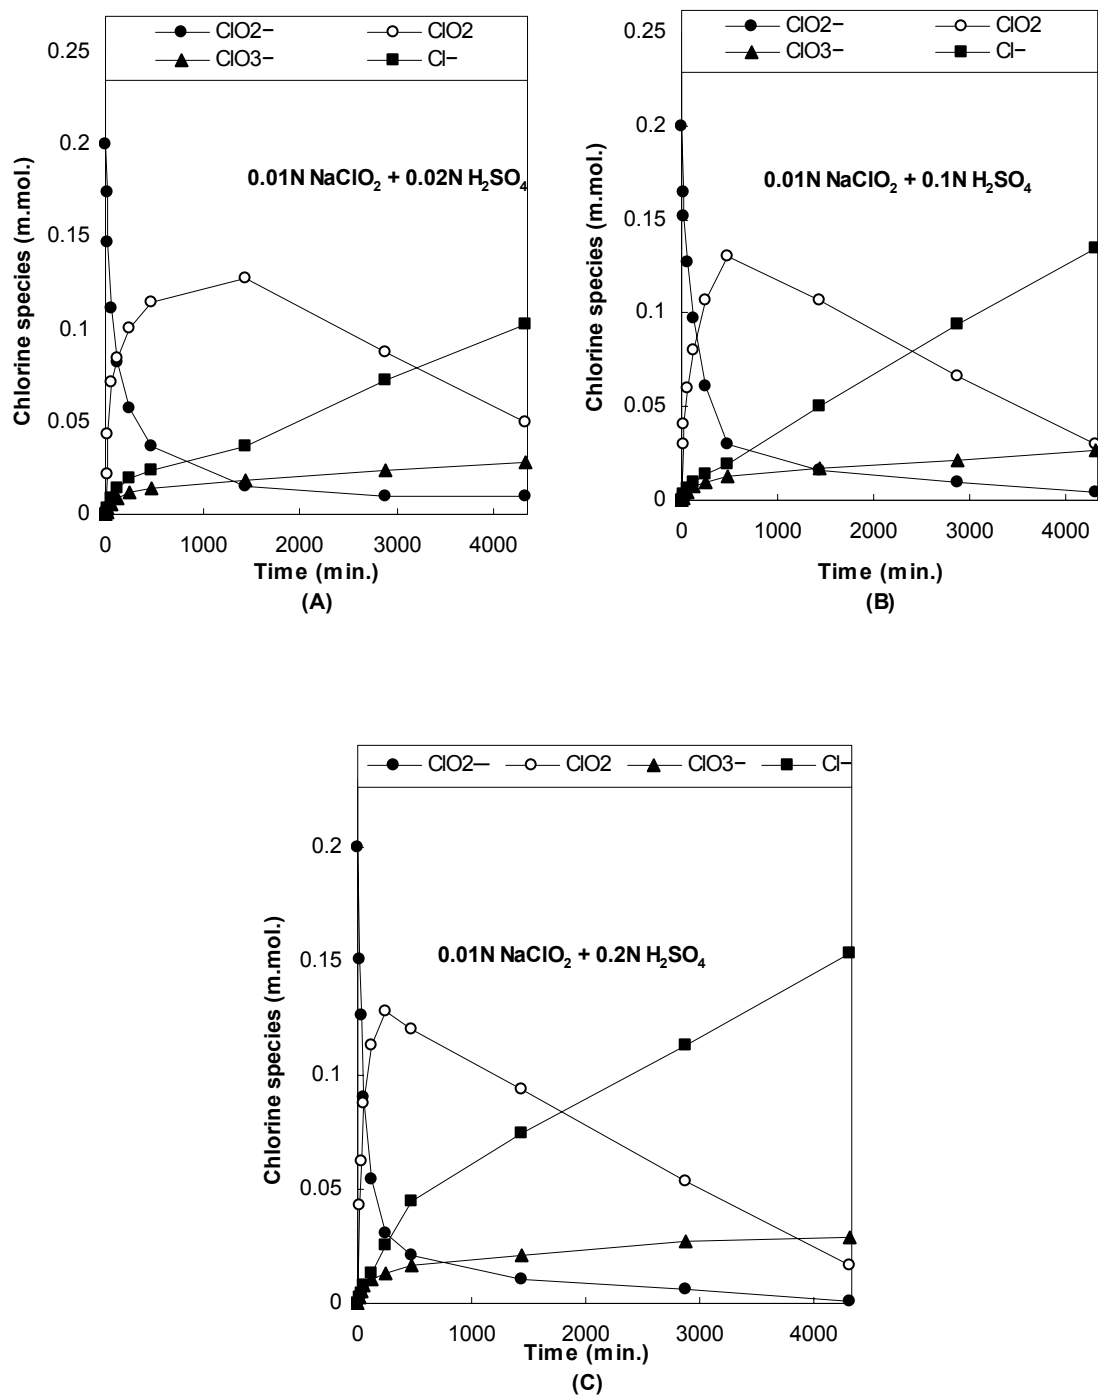 ClO2− ClO2
ClO3− Cl−
0.25
0.2
0.15
0.1
0.05
0
Chlorine species (m.mol.)
0.01N NaClO₂ + 0.02N H₂SO₄
0 1000 2000 3000 4000
Time (min.)
(A)
ClO2− ClO2
ClO3− Cl−
0.25
0.2
0.15
0.1
0.05
0
Chlorine species (m.mol.)
0.01N NaClO₂ + 0.1N H₂SO₄
0 1000 2000 3000 4000
Time (min.)
(B)
ClO2− ClO2 ClO3− Cl−
0.2
0.15
0.1
0.05
0
Chlorine species (m.mol.)
0.01N NaClO₂ + 0.2N H₂SO₄
0 1000 2000 3000 4000
Time (min.)
(C)